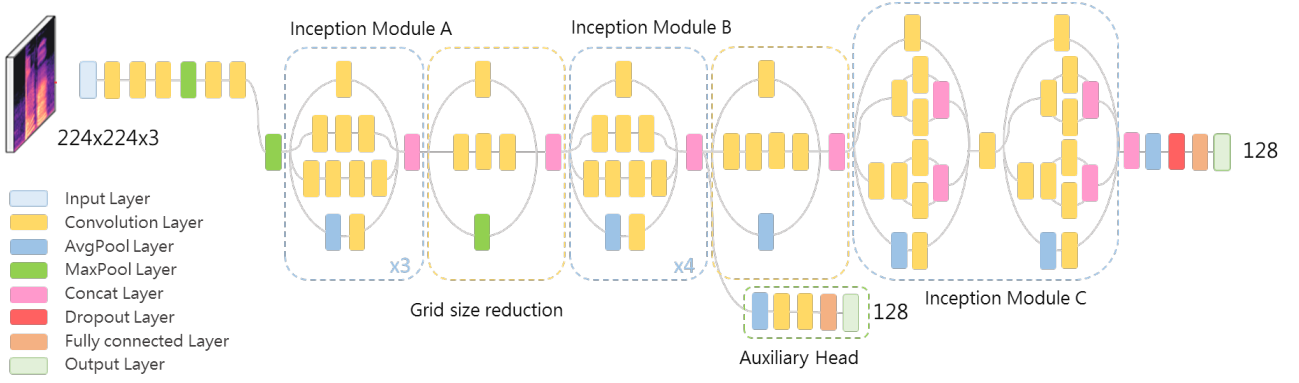 Inception Module A
Inception Module B
224x224x3
128
x3
x4
Input Layer
Convolution Layer
AvgPool Layer
MaxPool Layer
Concat Layer
Dropout Layer
Fully connected Layer
Output Layer
Grid size reduction
Inception Module C
128
Auxiliary Head